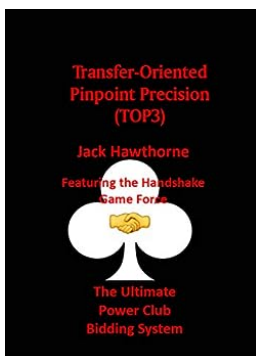 Transfer-Oriented
Pinpoint Precision
(TOP3)
Jack Hawthorne
Featuring the Handshake
Game Force
The Ultimate
Power Club
Bidding System